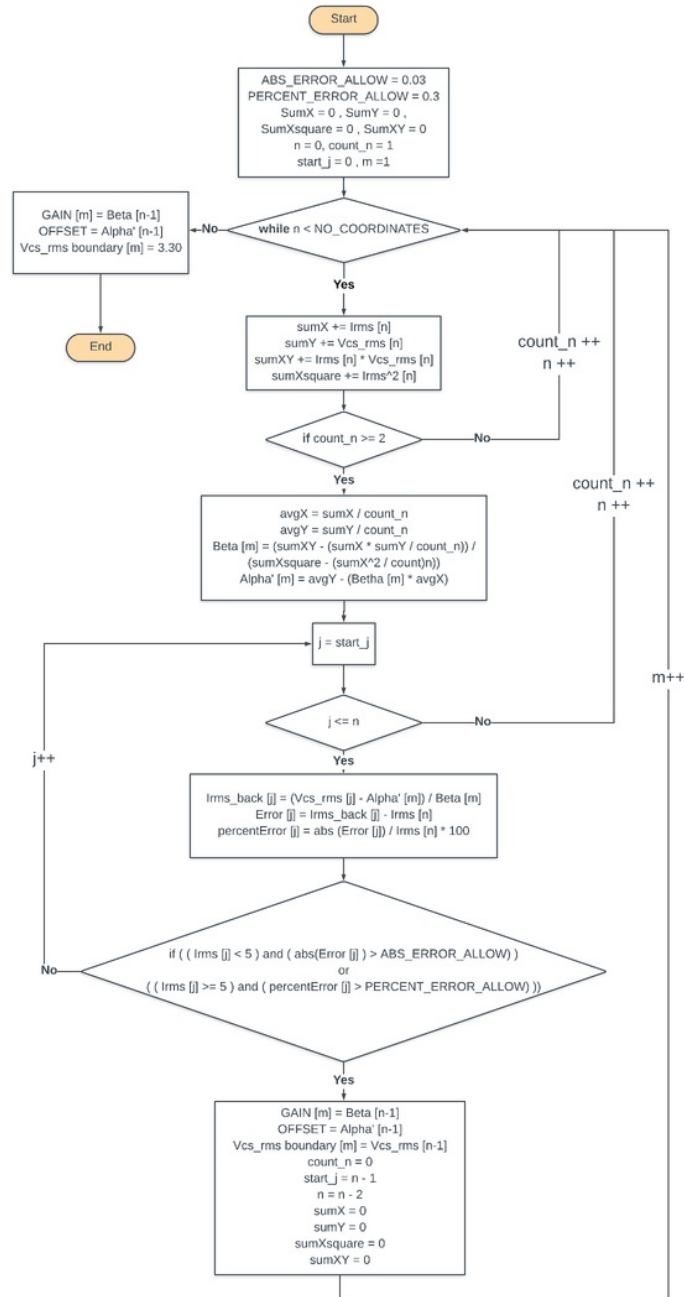 Start
ABS_ERROR_ALLOW = 0.03
PERCENT_ERROR_ALLOW = 0.3
SumX = 0 , SumY = 0 ,
SumXsquare = 0 , SumXY = 0
n = 0, count_n = 1
start_j = 0 , m =1
while n < NO_COORDINATES
No
GAIN [m] = Beta [n-1]
OFFSET = Alpha' [n-1]
Vcs_rms boundary [m] = 3.30
End
Yes
sumX += Irms [n]
sumY += Vcs_rms [n]
sumXY += Irms [n] * Vcs_rms [n]
sumXsquare += Irms^2 [n]
count_n ++
n ++
if count_n >= 2
No
Yes
count_n ++
n ++
avgX = sumX / count_n
avgY = sumY / count_n
Beta [m] = (sumXY - (sumX * sumY / count_n)) /
(sumXsquare - (sumX^2 / count)n))
Alpha' [m] = avgY - (Betha [m] * avgX)
j = start_j
m++
j <= n
No
Yes
j++
Irms_back [j] = (Vcs_rms [j] - Alpha' [m]) / Beta [m]
Error [j] = Irms_back [j] - Irms [n]
percentError [j] = abs (Error [j]) / Irms [n] * 100
if ( ( Irms [j] < 5 ) and ( abs(Error [j] ) > ABS_ERROR_ALLOW) )
or
( ( Irms [j] >= 5 ) and ( percentError [j] > PERCENT_ERROR_ALLOW) ))
No
Yes
GAIN [m] = Beta [n-1]
OFFSET = Alpha' [n-1]
Vcs_rms boundary [m] = Vcs_rms [n-1]
count_n = 0
start_j = n - 1
n = n - 2
sumX = 0
sumY = 0
sumXsquare = 0
sumXY = 0